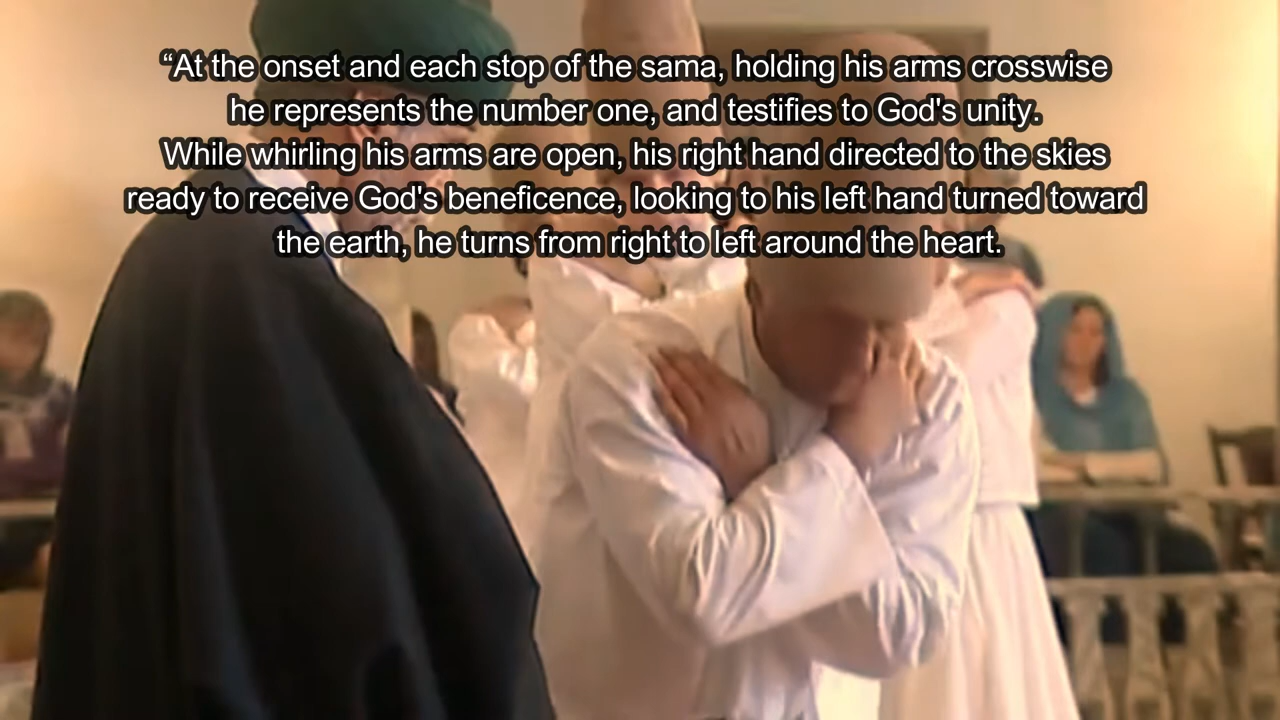 “At the onset and each stop of the sama, holding his arms crosswise
he represents the number one, and testifies to God's unity.
While whirling his arms are open, his right hand directed to the skies
ready to receive God's beneficence, looking to his left hand turned toward
the earth, he turns from right to left around the heart.